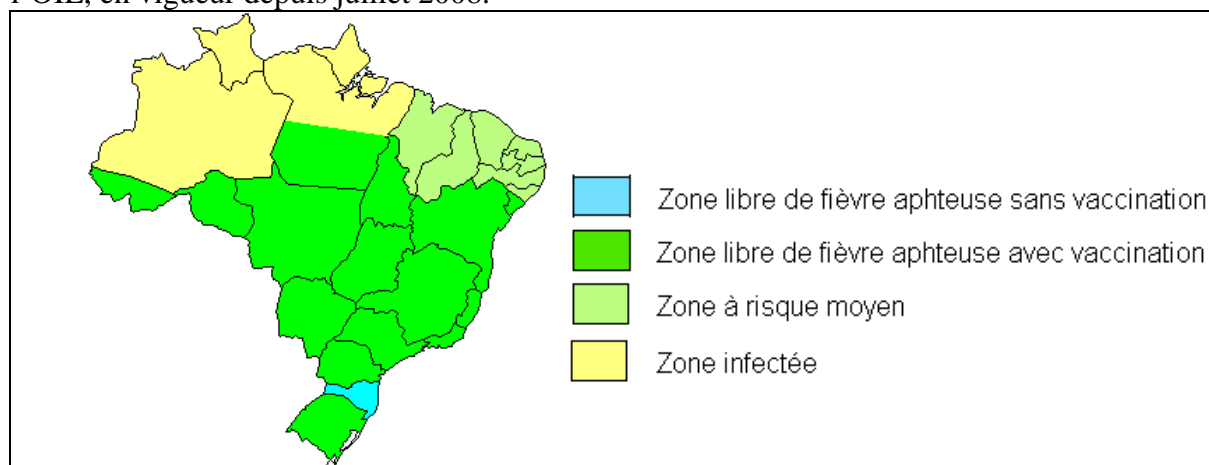 l'OIE, en vigueur depuis juillet 2008.
Zone libre de fièvre aphteuse sans vaccination
Zone libre de fièvre aphteuse avec vaccination
Zone à risque moyen
Zone infectée